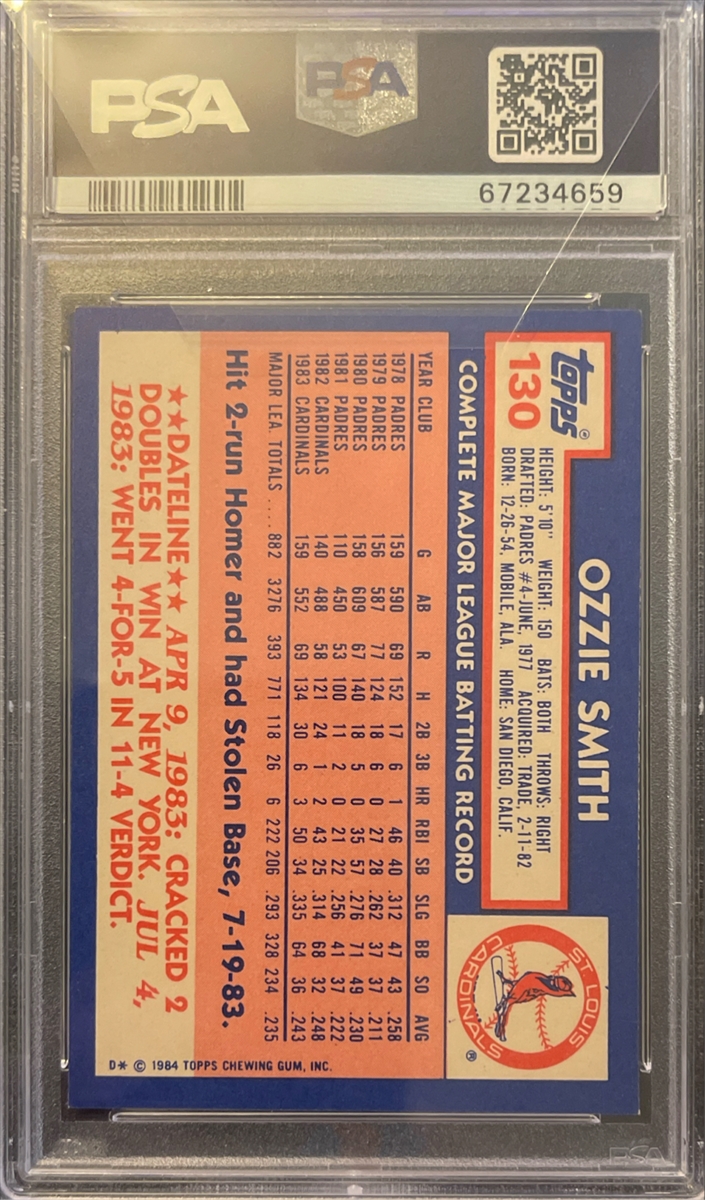 PSA
PSA
67234659
topps®
130
OZZIE SMITH
HEIGHT: 5'10" WEIGHT: 150 BATS: BOTH THROWS: RIGHT
DRAFTED: PADRES #4-JUNE, 1977 ACQUIRED: TRADE, 2-11-82
BORN: 12-26-54, MOBILE, ALA. HOME: SAN DIEGO, CALIF.
ST. LOUIS
CARDINALS
®
COMPLETE MAJOR LEAGUE BATTING RECORD
YEAR CLUB G AB R H 2B 3B HR RBI SB SLG BB SO AVG
1978 PADRES 159 590 69 152 17 6 1 46 40 .312 47 43 .258
1979 PADRES 156 587 77 124 18 6 0 27 28 .262 37 37 .211
1980 PADRES 158 609 67 140 18 5 0 35 57 .276 71 49 .230
1981 PADRES 110 450 53 100 11 2 0 21 22 .256 41 37 .222
1982 CARDINALS 140 488 58 121 24 1 2 43 25 .314 68 32 .248
1983 CARDINALS 159 552 69 134 30 6 3 50 34 .335 64 36 .243
MAJOR LEA. TOTALS .... 882 3276 393 771 118 26 6 222 206 .293 328 234 .235
Hit 2-run Homer and had Stolen Base, 7-19-83.
★★DATELINE★★ APR 9, 1983: CRACKED 2
DOUBLES IN WIN AT NEW YORK. JUL 4,
1983: WENT 4-FOR-5 IN 11-4 VERDICT.
D* © 1984 TOPPS CHEWING GUM, INC.
PSA